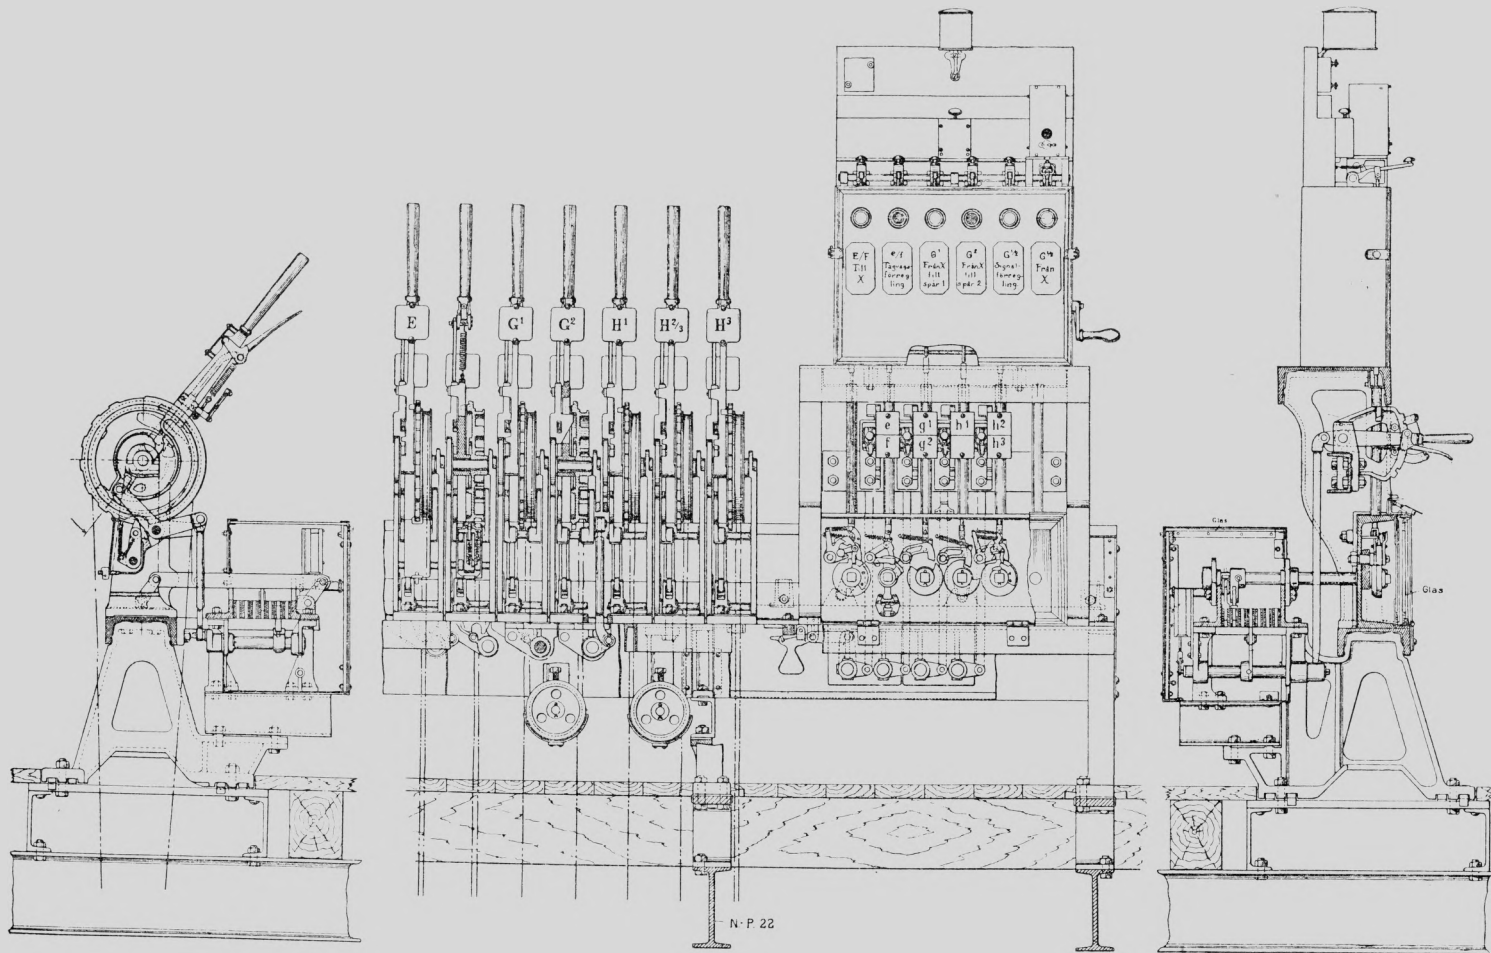 E/F
Till
X
e/f
Tågvägs-
förreg-
ling
G¹
Från X
till
spår 1
G²
Från X
till
spår 2
G¹/²
Signal-
förreg-
ling
G¹/²
Från
X
E
G¹
G²
H¹
H²/₃
H³
e
f
g¹
g²
h¹
h²
h³
Glas
Glas
N·P. 22